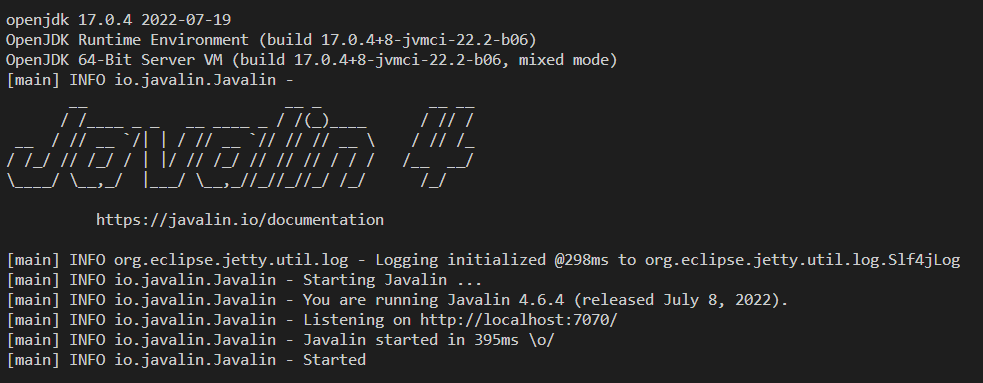 openjdk 17.0.4 2022-07-19
OpenJDK Runtime Environment (build 17.0.4+8-jvmci-22.2-b06)
OpenJDK 64-Bit Server VM (build 17.0.4+8-jvmci-22.2-b06, mixed mode)
[main] INFO io.javalin.Javalin -
Javalin 4
https://javalin.io/documentation
[main] INFO org.eclipse.jetty.util.log - Logging initialized @298ms to org.eclipse.jetty.util.log.Slf4jLog
[main] INFO io.javalin.Javalin - Starting Javalin ...
[main] INFO io.javalin.Javalin - You are running Javalin 4.6.4 (released July 8, 2022).
[main] INFO io.javalin.Javalin - Listening on http://localhost:7070/
[main] INFO io.javalin.Javalin - Javalin started in 395ms \o/
[main] INFO io.javalin.Javalin - Started